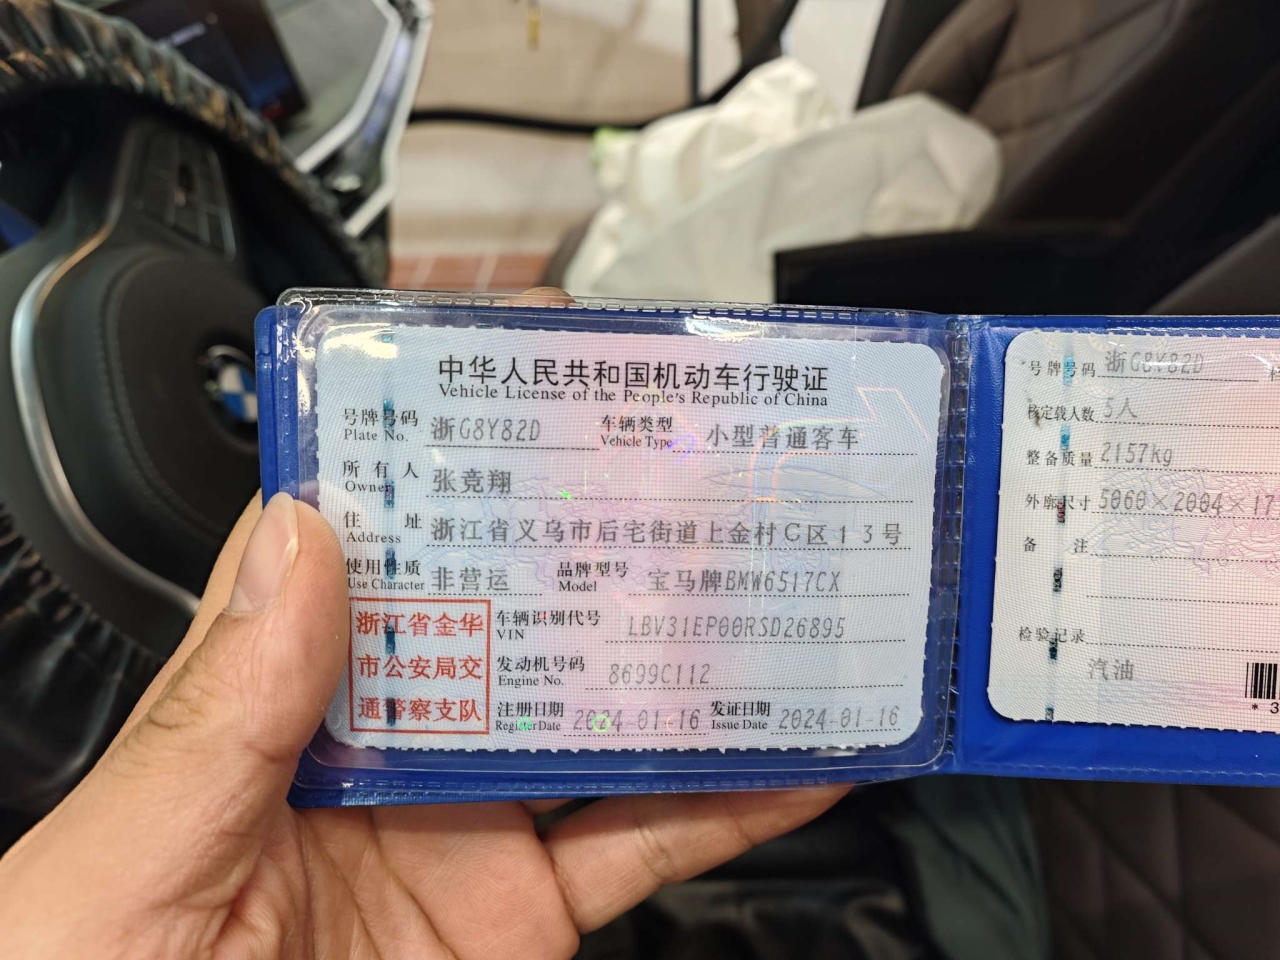 中华人民共和国机动车行驶证
Vehicle License of the People's Republic of China
号牌号码 浙G8Y82D 车辆类型 小型普通客车
Plate No. Vehicle Type
所有人 张竞翔
Owner
住址 浙江省义乌市后宅街道上金村C区13号
Address
使用性质 非营运 品牌型号 宝马牌BMW6517CX
Use Character Model
浙江省金华
市公安局交
通警察支队
车辆识别代号 LBV31EP00RSD26895
VIN
发动机号码 8699C112
Engine No.
注册日期 2024-01-16 发证日期 2024-01-16
Register Date Issue Date
号牌号码 浙G8Y82D
核定载人数 5人
整备质量 2157kg
外廓尺寸 5060×2004×17
备注
检验记录
汽油
* 3